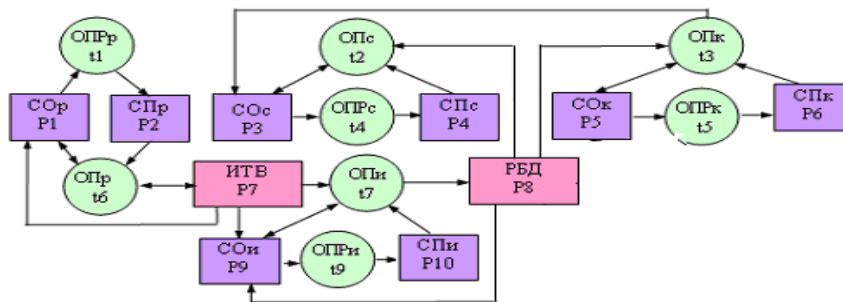 ОПРр
t1
ОПс
t2
ОПк
t3
СОр
P1
СПр
P2
СОс
P3
ОПРс
t4
СПс
P4
СОк
P5
ОПРк
t5
СПк
P6
ОПр
t6
ИТВ
P7
ОПи
t7
РБД
P8
СОи
P9
ОПРи
t9
СПи
P10